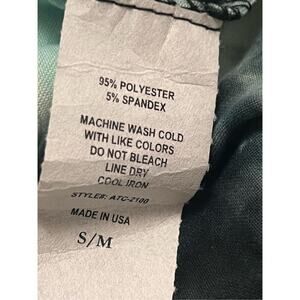 95% POLYESTER
5% SPANDEX
MACHINE WASH COLD
WITH LIKE COLORS
DO NOT BLEACH
LINE DRY
COOL IRON
STYLE#: ATC-2100
MADE IN USA
S/M